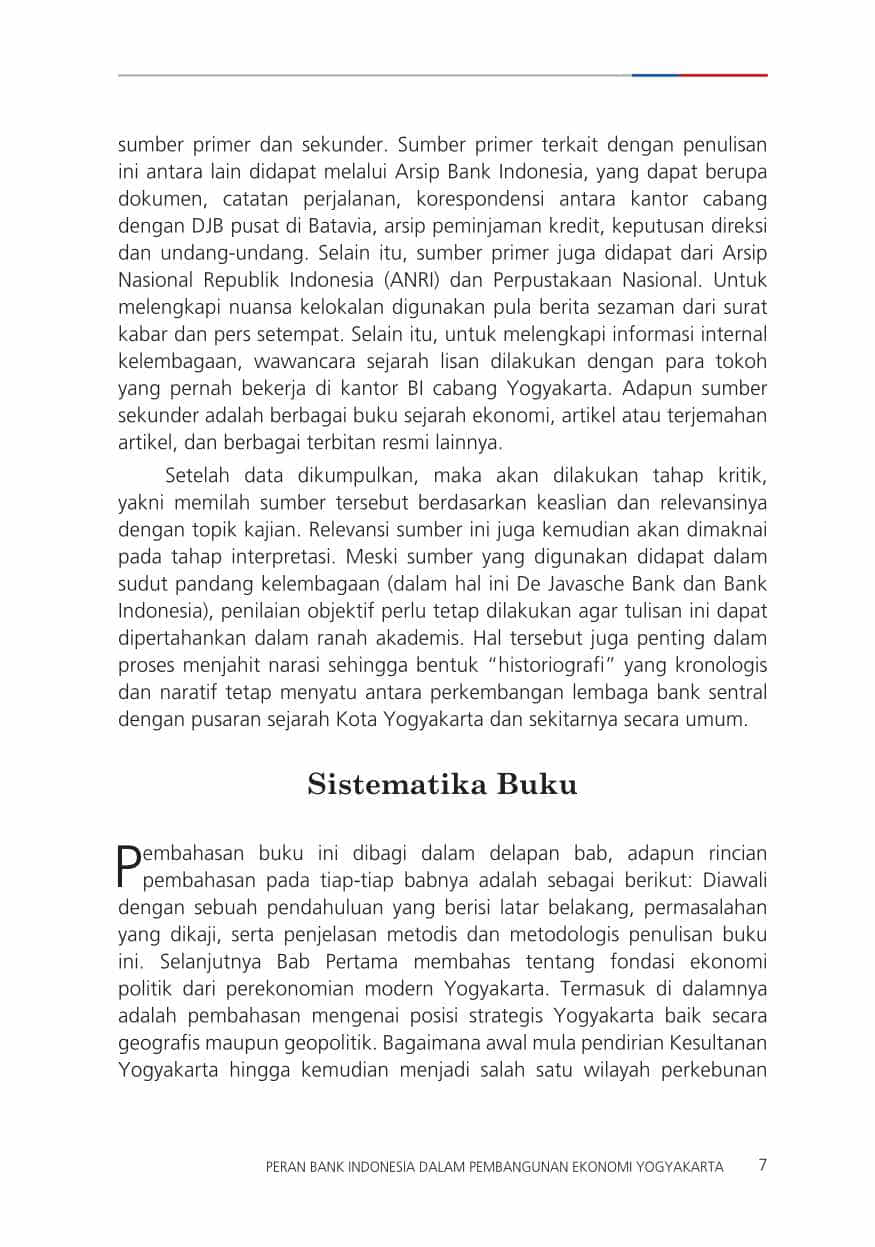 sumber primer dan sekunder. Sumber primer terkait dengan penulisan
ini antara lain didapat melalui Arsip Bank Indonesia, yang dapat berupa
dokumen, catatan perjalanan, korespondensi antara kantor cabang
dengan DJB pusat di Batavia, arsip peminjaman kredit, keputusan direksi
dan undang-undang. Selain itu, sumber primer juga didapat dari Arsip
Nasional Republik Indonesia (ANRI) dan Perpustakaan Nasional. Untuk
melengkapi nuansa kelokalan digunakan pula berita sezaman dari surat
kabar dan pers setempat. Selain itu, untuk melengkapi informasi internal
kelembagaan, wawancara sejarah lisan dilakukan dengan para tokoh
yang pernah bekerja di kantor BI cabang Yogyakarta. Adapun sumber
sekunder adalah berbagai buku sejarah ekonomi, artikel atau terjemahan
artikel, dan berbagai terbitan resmi lainnya.
Setelah data dikumpulkan, maka akan dilakukan tahap kritik,
yakni memilah sumber tersebut berdasarkan keaslian dan relevansinya
dengan topik kajian. Relevansi sumber ini juga kemudian akan dimaknai
pada tahap interpretasi. Meski sumber yang digunakan didapat dalam
sudut pandang kelembagaan (dalam hal ini De Javasche Bank dan Bank
Indonesia), penilaian objektif perlu tetap dilakukan agar tulisan ini dapat
dipertahankan dalam ranah akademis. Hal tersebut juga penting dalam
proses menjahit narasi sehingga bentuk “historiografi” yang kronologis
dan naratif tetap menyatu antara perkembangan lembaga bank sentral
dengan pusaran sejarah Kota Yogyakarta dan sekitarnya secara umum.
Sistematika Buku
Pembahasan buku ini dibagi dalam delapan bab, adapun rincian
pembahasan pada tiap-tiap babnya adalah sebagai berikut: Diawali
dengan sebuah pendahuluan yang berisi latar belakang, permasalahan
yang dikaji, serta penjelasan metodis dan metodologis penulisan buku
ini. Selanjutnya Bab Pertama membahas tentang fondasi ekonomi
politik dari perekonomian modern Yogyakarta. Termasuk di dalamnya
adalah pembahasan mengenai posisi strategis Yogyakarta baik secara
geografis maupun geopolitik. Bagaimana awal mula pendirian Kesultanan
Yogyakarta hingga kemudian menjadi salah satu wilayah perkebunan
PERAN BANK INDONESIA DALAM PEMBANGUNAN EKONOMI YOGYAKARTA 7